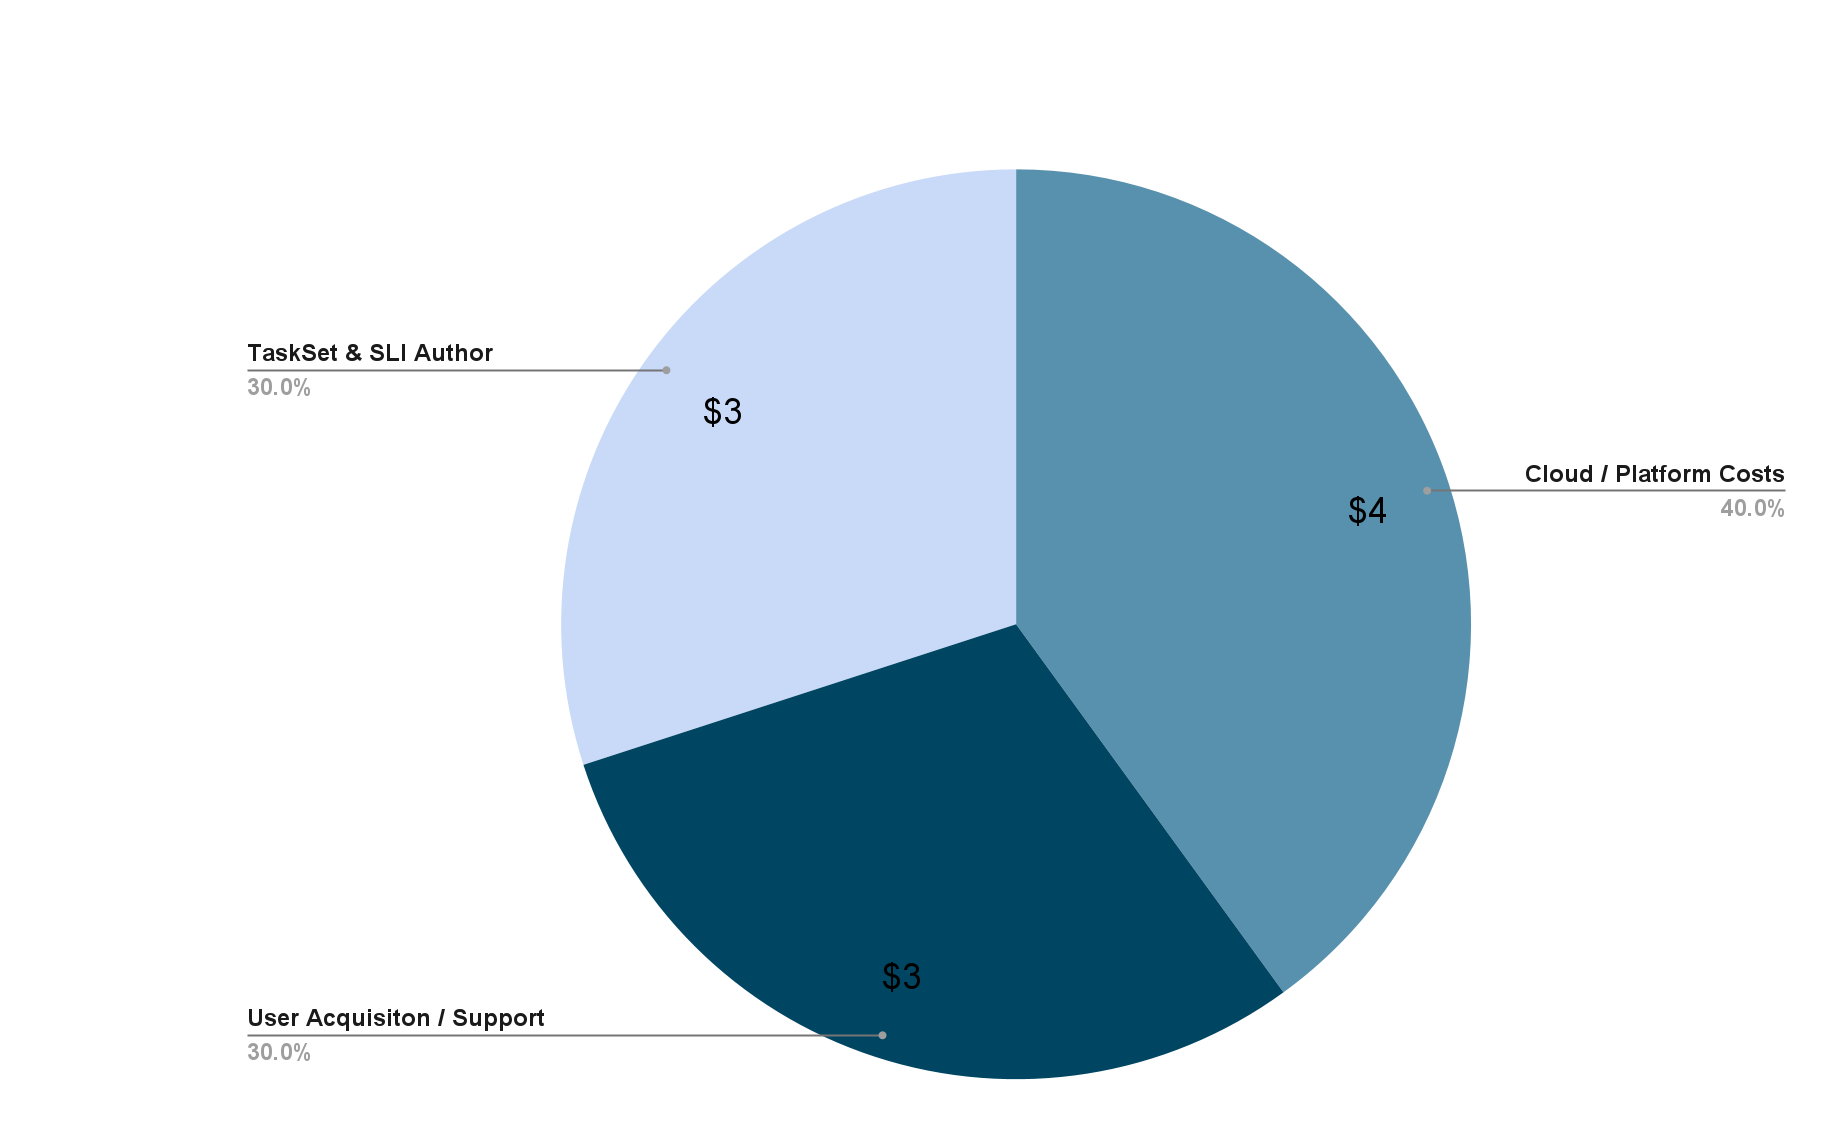 TaskSet & SLI Author
30.0%
$3
Cloud / Platform Costs
40.0%
$4
$3
User Acquisiton / Support
30.0%